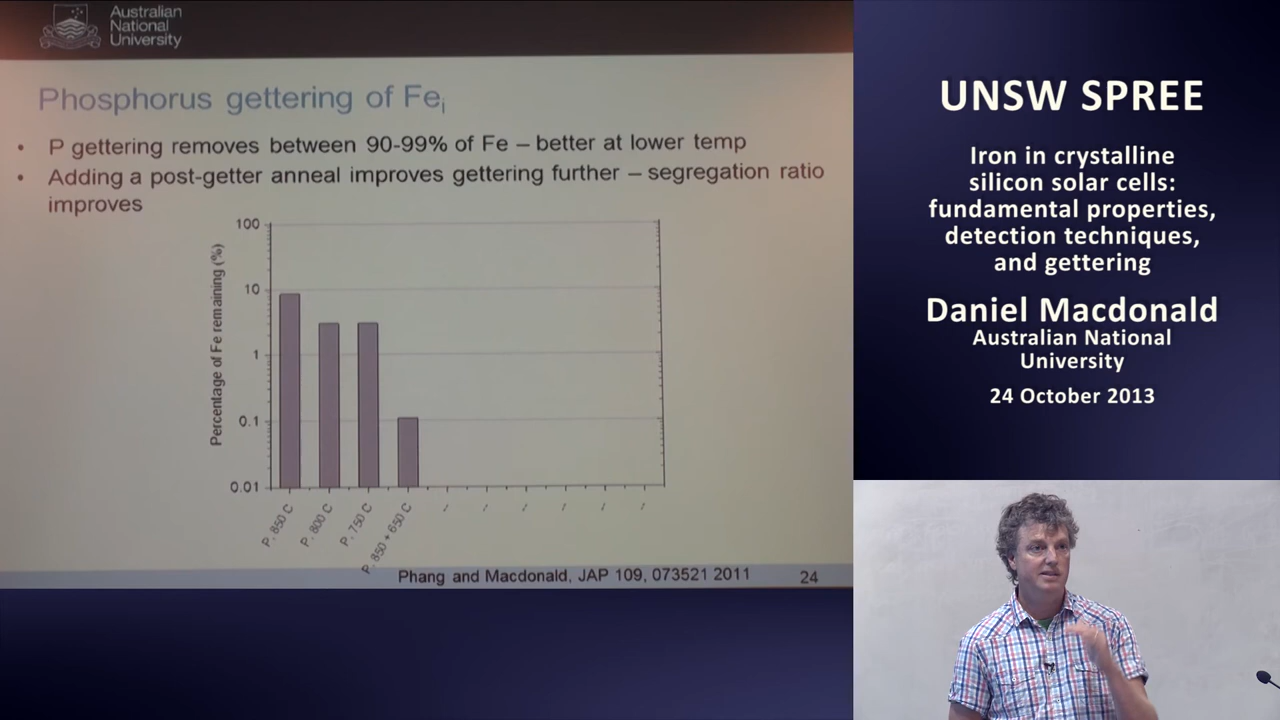 Australian
National
University
Phosphorus gettering of Fei
• P gettering removes between 90-99% of Fe – better at lower temp
• Adding a post-getter anneal improves gettering further – segregation ratio
improves
Percentage of Fe remaining (%)
100
10
1
0.1
0.01
P. 850 C
P. 800 C
P. 750 C
P. 850 + 650 C
Phang and Macdonald, JAP 109, 073521 2011
24
UNSW SPREE
Iron in crystalline
silicon solar cells:
fundamental properties,
detection techniques,
and gettering
Daniel Macdonald
Australian National
University
24 October 2013